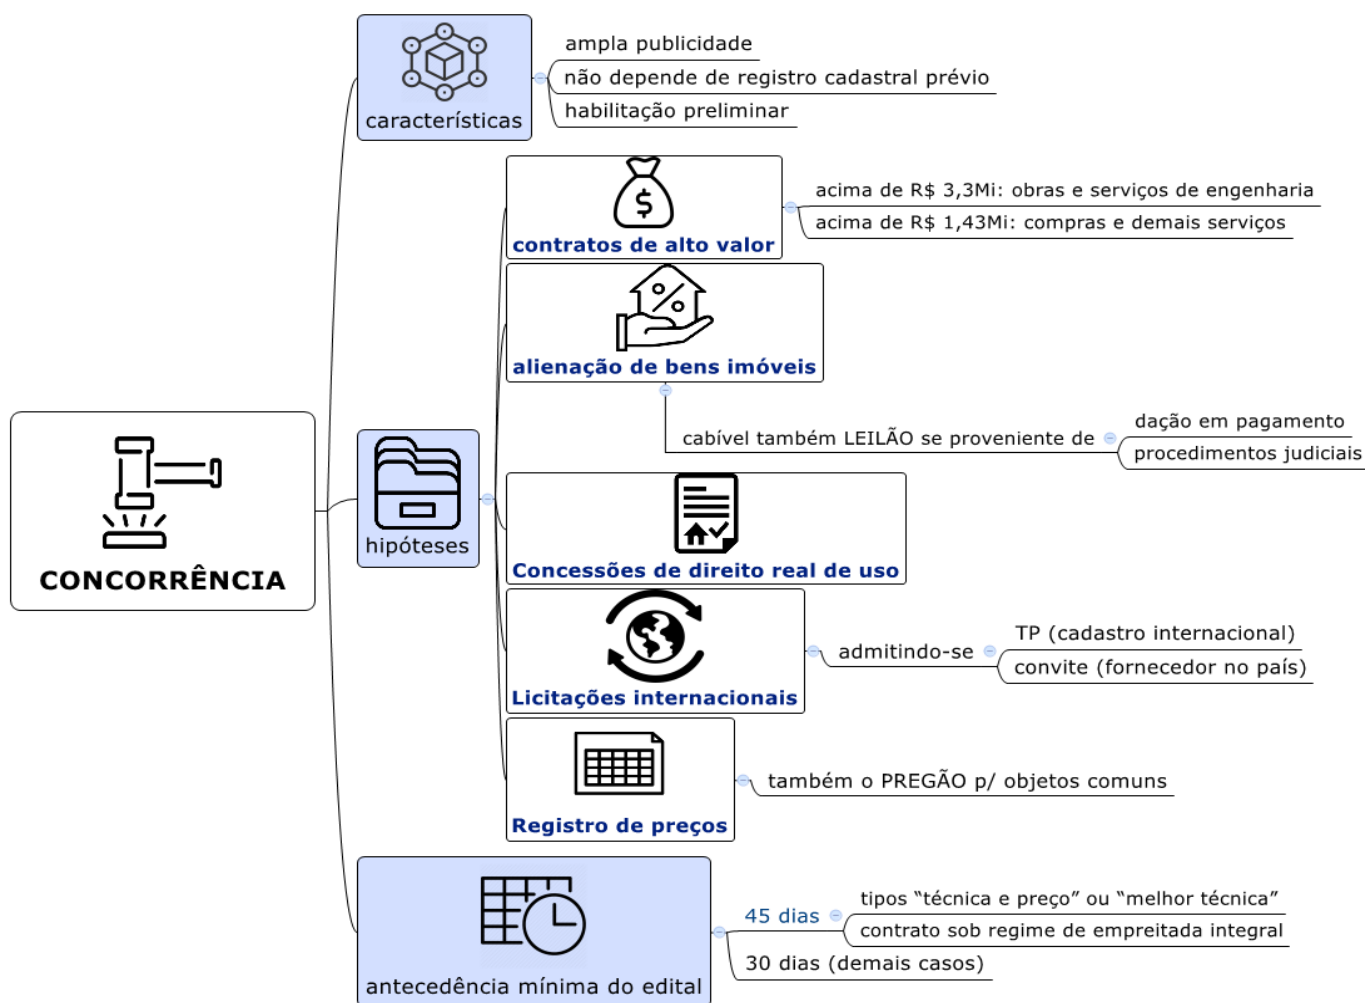 ampla publicidade
não depende de registro cadastral prévio
habilitação preliminar
características
$
acima de R$ 3,3Mi: obras e serviços de engenharia
acima de R$ 1,43Mi: compras e demais serviços
contratos de alto valor
%
alienação de bens imóveis
cabível também LEILÃO se proveniente de
dação em pagamento
procedimentos judiciais
CONCORRÊNCIA
hipóteses
Concessões de direito real de uso
admitindo-se
TP (cadastro internacional)
convite (fornecedor no país)
Licitações internacionais
também o PREGÃO p/ objetos comuns
Registro de preços
45 dias
tipos “técnica e preço” ou “melhor técnica”
contrato sob regime de empreitada integral
30 dias (demais casos)
antecedência mínima do edital